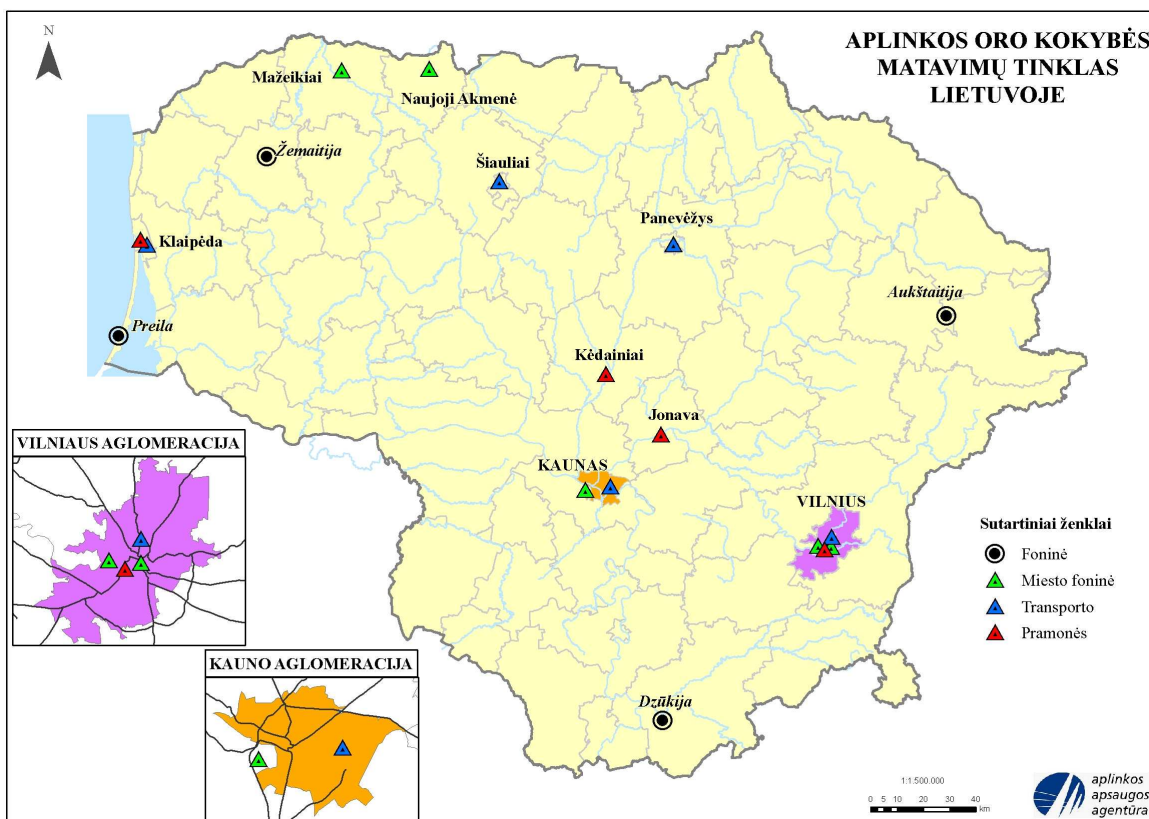 N
APLINKOS ORO KOKYBĖS
MATAVIMŲ TINKLAS
LIETUVOJE
Mažeikiai
Naujoji Akmenė
Žemaitija
Šiauliai
Panevėžys
Klaipėda
Aukštaitija
Preila
Kėdainiai
Jonava
VILNIAUS AGLOMERACIJA
KAUNAS
VILNIUS
Sutartiniai ženklai
Foninė
Miesto foninė
Transporto
Pramonės
KAUNO AGLOMERACIJA
Dzūkija
1:1.500.000
0 5 10 20 30 40
km
aplinkos
apsaugos
agentūra